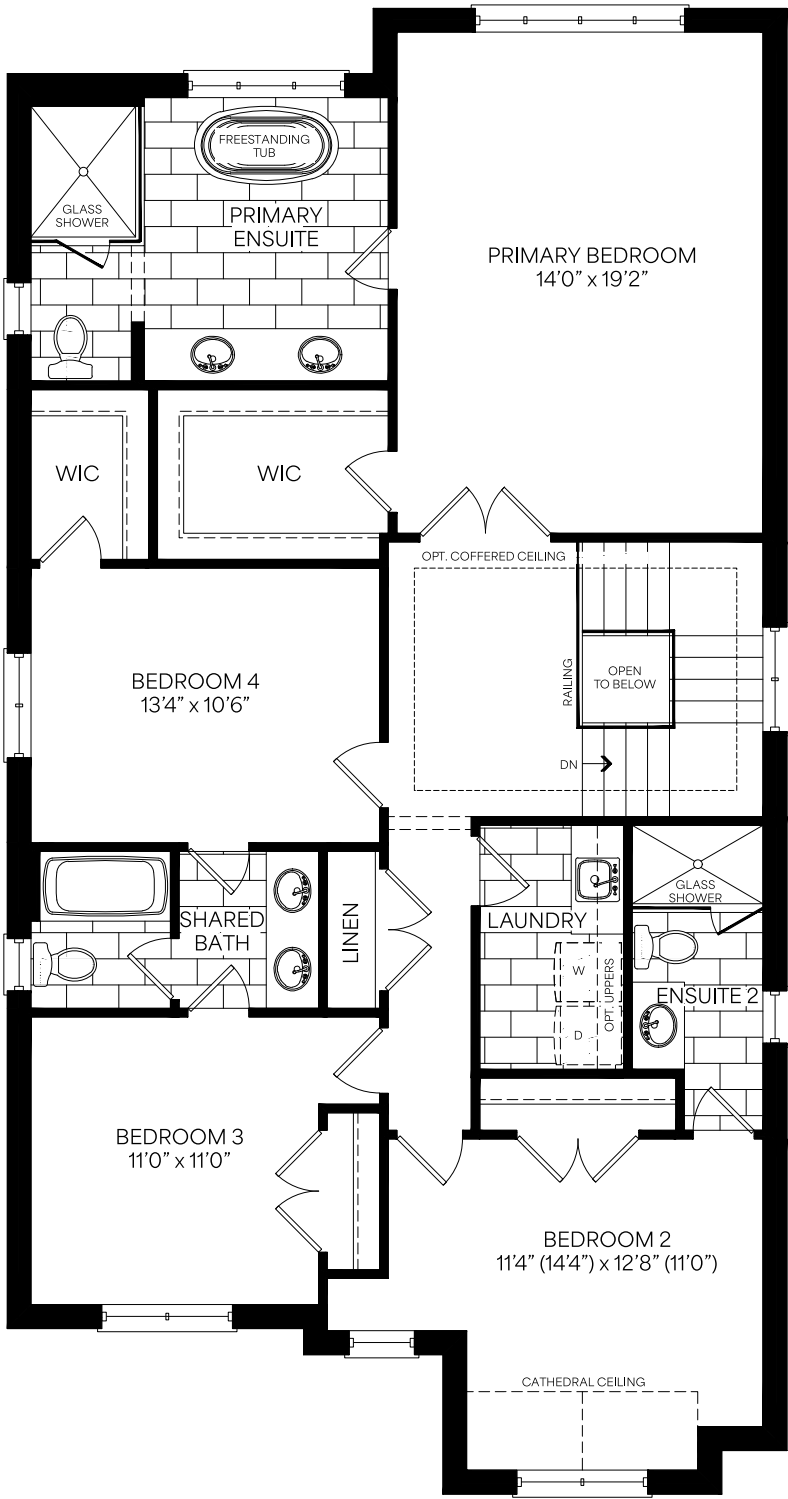 FREESTANDING
TUB
GLASS
SHOWER
PRIMARY
ENSUITE
PRIMARY BEDROOM
14’0” x 19’2”
WIC
WIC
OPT. COFFERED CEILING
BEDROOM 4
13’4” x 10’6”
RAILING
OPEN
TO BELOW
DN
SHARED
BATH
LINEN
LAUNDRY
W
D
OPT. UPPERS
GLASS
SHOWER
ENSUITE 2
BEDROOM 3
11’0” x 11’0”
BEDROOM 2
11’4” (14’4”) x 12’8” (11’0”)
CATHEDRAL CEILING